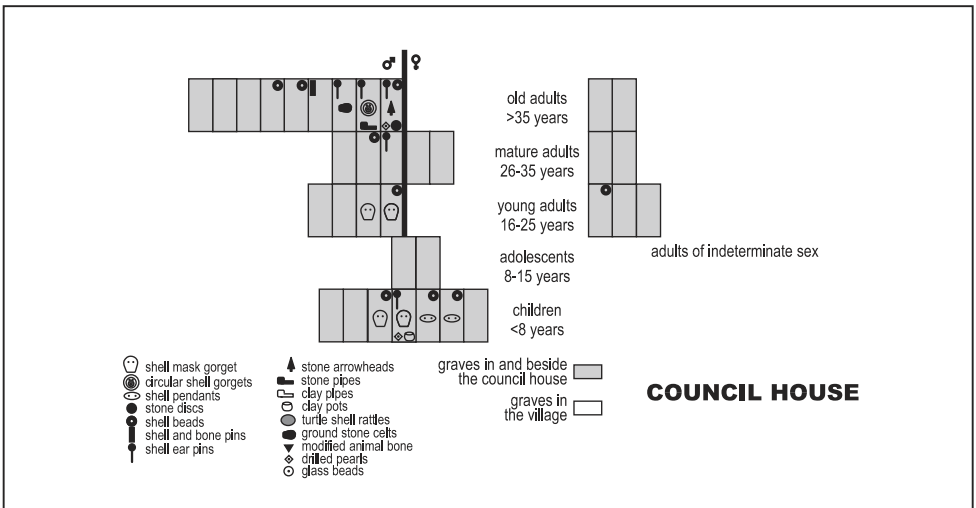 ♂ ♀
old adults
>35 years
mature adults
26-35 years
young adults
16-25 years
adults of indeterminate sex
adolescents
8-15 years
children
<8 years
shell mask gorget
circular shell gorgets
shell pendants
stone discs
shell beads
shell and bone pins
shell ear pins
stone arrowheads
stone pipes
clay pipes
clay pots
turtle shell rattles
ground stone celts
modified animal bone
drilled pearls
glass beads
graves in and beside
the council house
graves in
the village
COUNCIL HOUSE